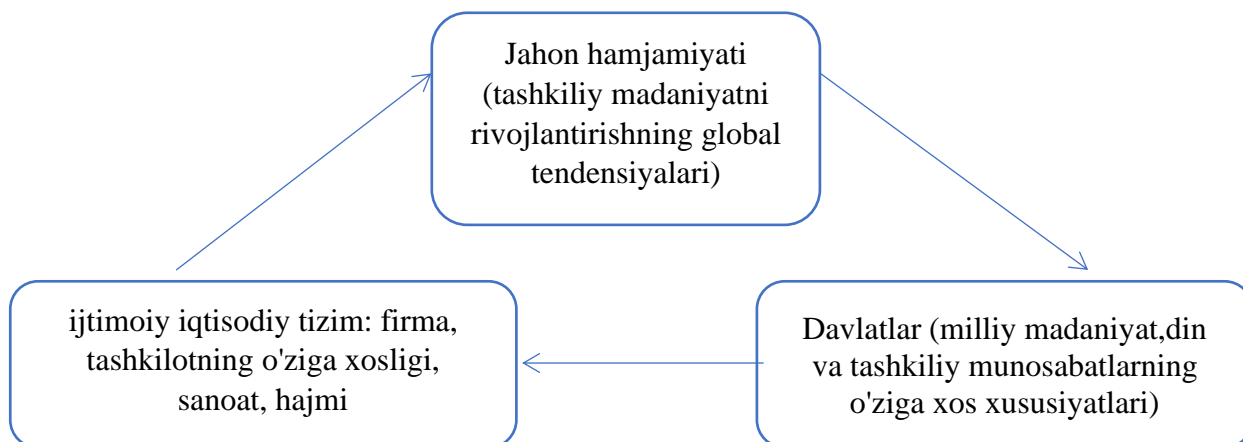 Jahon hamjamiyati
(tashkiliy madaniyatni
rivojlantirishning global
tendensiyalari)
ijtimoiy iqtisodiy tizim: firma,
tashkilotning o'ziga xosligi,
sanoat, hajmi
Davlatlar (milliy madaniyat,din
va tashkiliy munosabatlarning
o'ziga xos xususiyatlari)